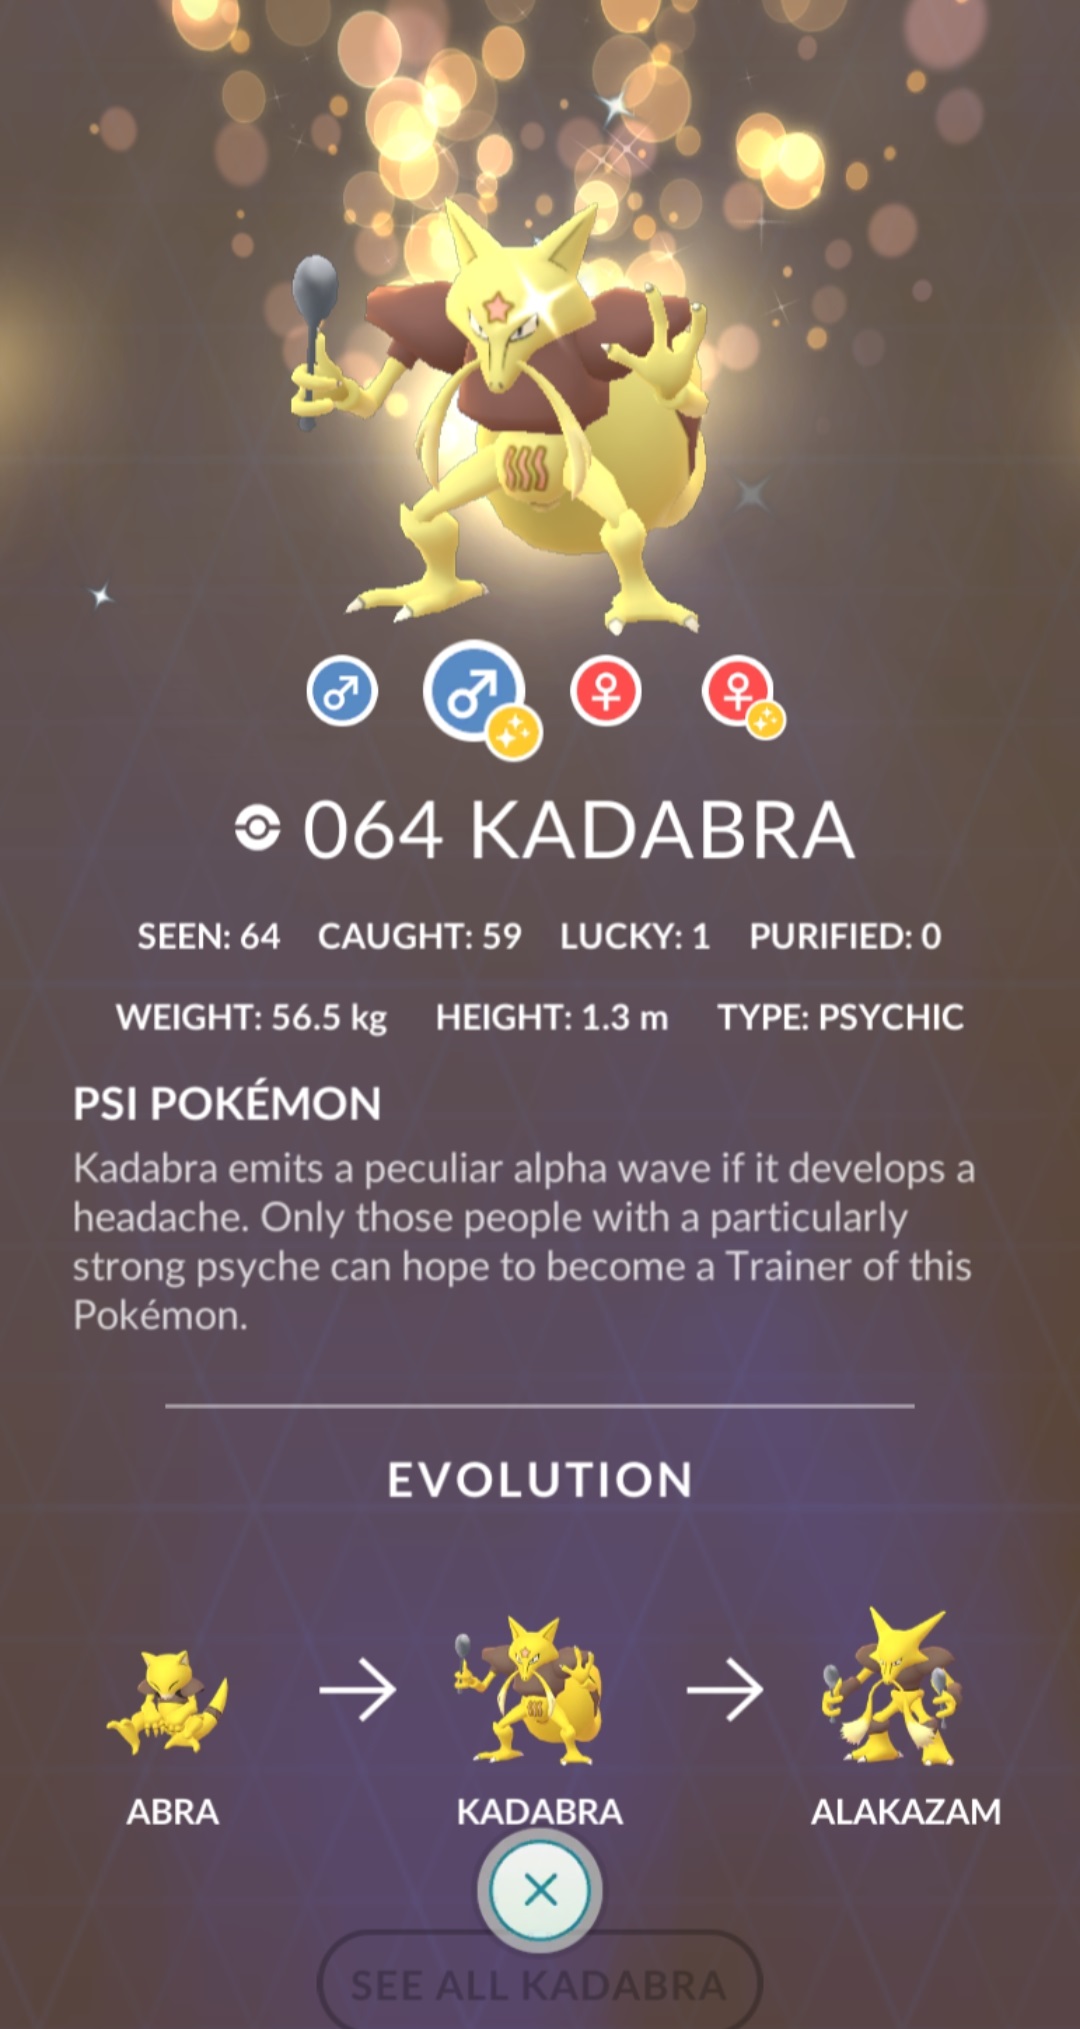 064 KADABRA
SEEN: 64 CAUGHT: 59 LUCKY: 1 PURIFIED: 0
WEIGHT: 56.5 kg HEIGHT: 1.3 m TYPE: PSYCHIC
PSI POKÉMON
Kadabra emits a peculiar alpha wave if it develops a
headache. Only those people with a particularly
strong psyche can hope to become a Trainer of this
Pokémon.
EVOLUTION
ABRA KADABRA ALAKAZAM
SEE ALL KADABRA